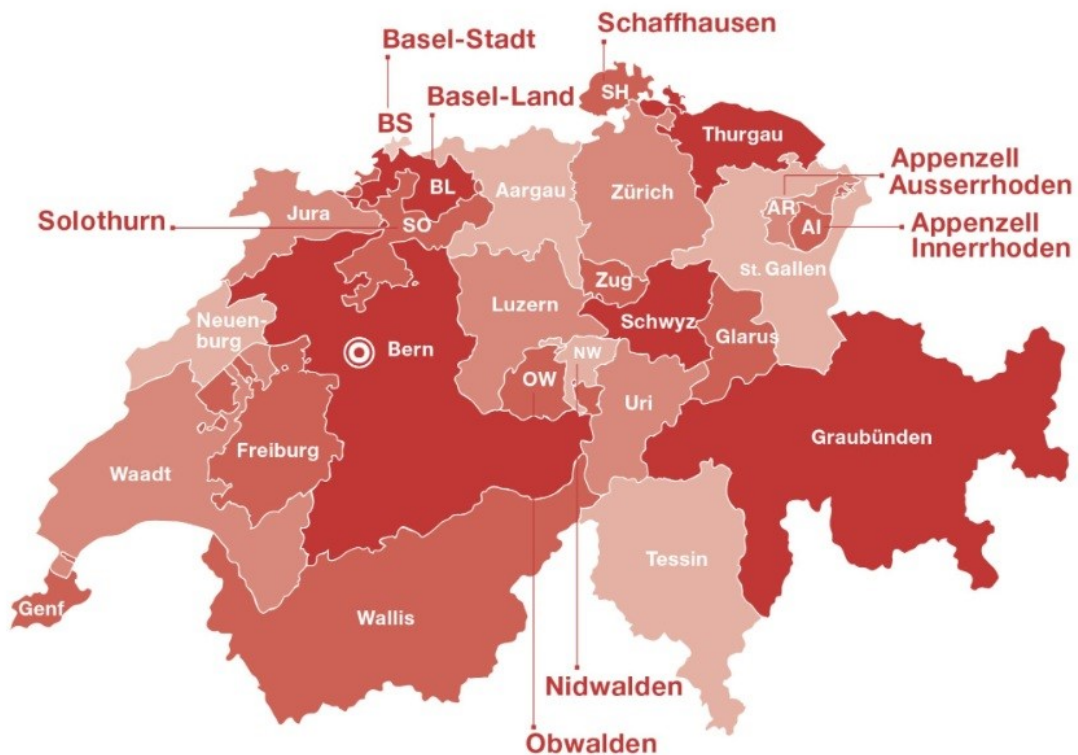 Schaffhausen
Basel-Stadt
Basel-Land
BS
SH
Thurgau
Appenzell
Ausserrhoden
BL
Aargau
Zürich
Solothurn
Jura
SO
AR
AI
Appenzell
Innerrhoden
St. Gallen
Zug
Luzern
Schwyz
Glarus
Neuen-
burg
Bern
NW
OW
Uri
Graubünden
Freiburg
Waadt
Tessin
Genf
Wallis
Nidwalden
Obwalden